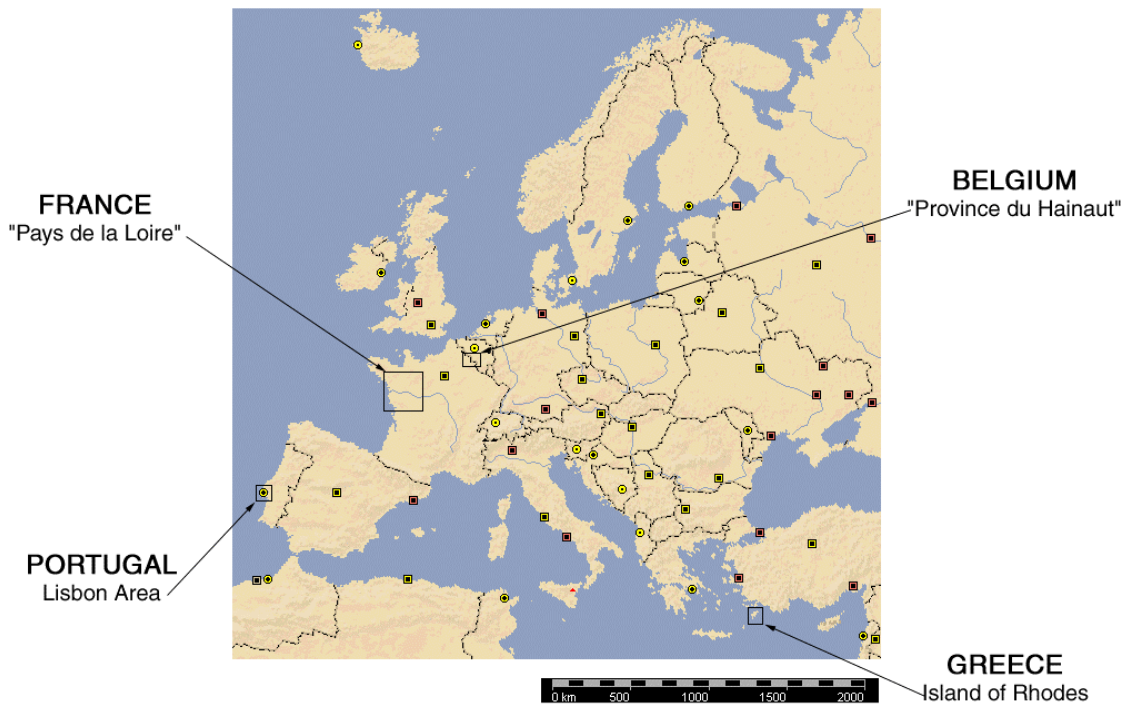 FRANCE
"Pays de la Loire"
BELGIUM
"Province du Hainaut"
PORTUGAL
Lisbon Area
GREECE
Island of Rhodes
0 km 500 1000 1500 2000